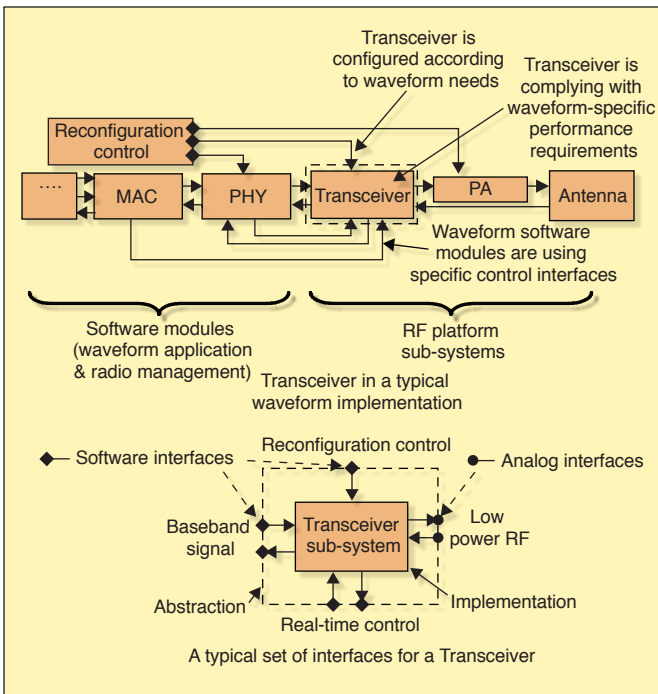 Transceiver is
configured according
to waveform needs
Transceiver is
complying with
waveform-specific
performance
requirements
Reconfiguration
control
....
MAC
PHY
Transceiver
PA
Antenna
Waveform software
modules are using
specific control interfaces
Software modules
(waveform application
& radio management)
RF platform
sub-systems
Transceiver in a typical
waveform implementation
Reconfiguration control
Software interfaces
Analog interfaces
Baseband
signal
Transceiver
sub-system
Low
power RF
Abstraction
Implementation
Real-time control
A typical set of interfaces for a Transceiver